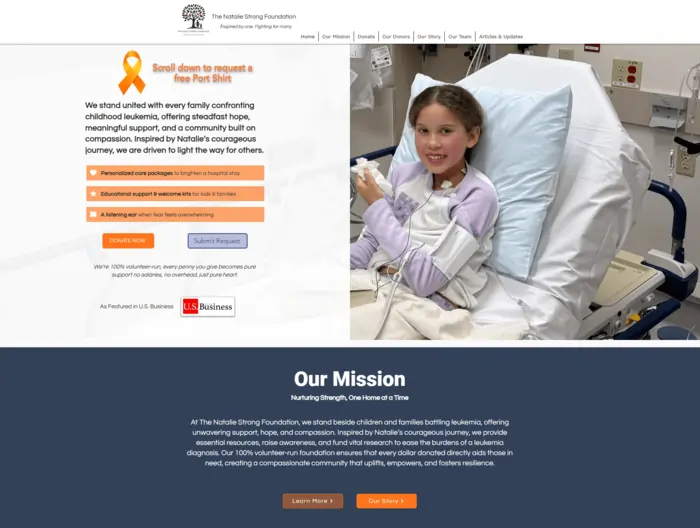 The Natalie Strong Foundation
Inspired by one. Fighting for many.
Home
Our Mission
Donate
Our Donors
Our Story
Our Team
Articles & Updates
Scroll down to request a
free Port Shirt
We stand united with every family confronting
childhood leukemia, offering steadfast hope,
meaningful support, and a community built on
compassion. Inspired by Natalie's courageous
journey, we are driven to light the way for others.
Personalized care packages to brighten a hospital stay
Educational support & welcome kits for kids & families
A listening ear when fear feels overwhelming
DONATE NOW
Submit Request
We're 100% volunteer-run, every penny you give becomes pure
support no salaries, no overhead, just pure heart.
As Featured in U.S. Business
U.S. Business
Our Mission
Nurturing Strength, One Home at a Time
At The Natalie Strong Foundation, we stand beside children and families battling leukemia, offering
unwavering support, hope, and compassion. Inspired by Natalie's courageous journey, we provide
essential resources, raise awareness, and fund vital research to ease the burdens of a leukemia
diagnosis. Our 100% volunteer-run foundation ensures that every dollar donated directly aids those in
need, creating a compassionate community that uplifts, empowers, and fosters resilience.
Learn More >
Our Story >